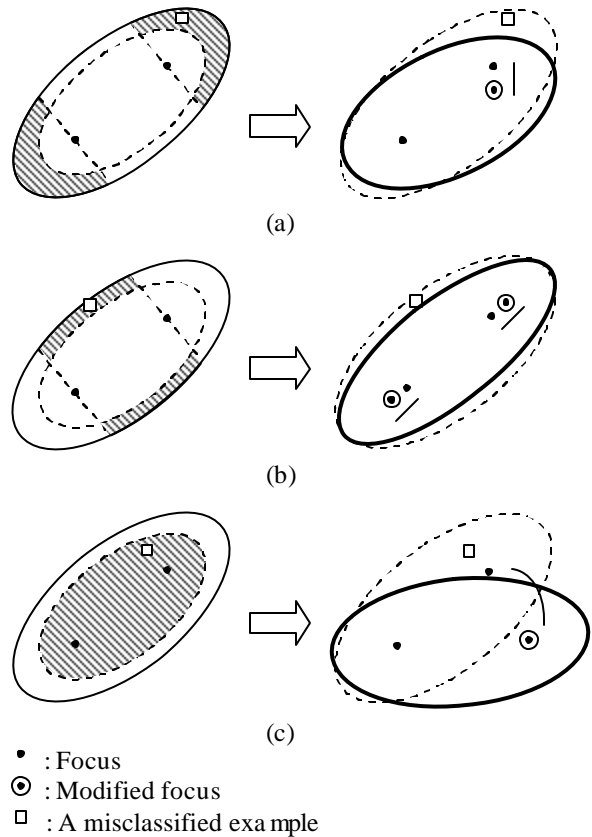 (a)
(b)
(c)
: Focus
: Modified focus
: A misclassified exa mple